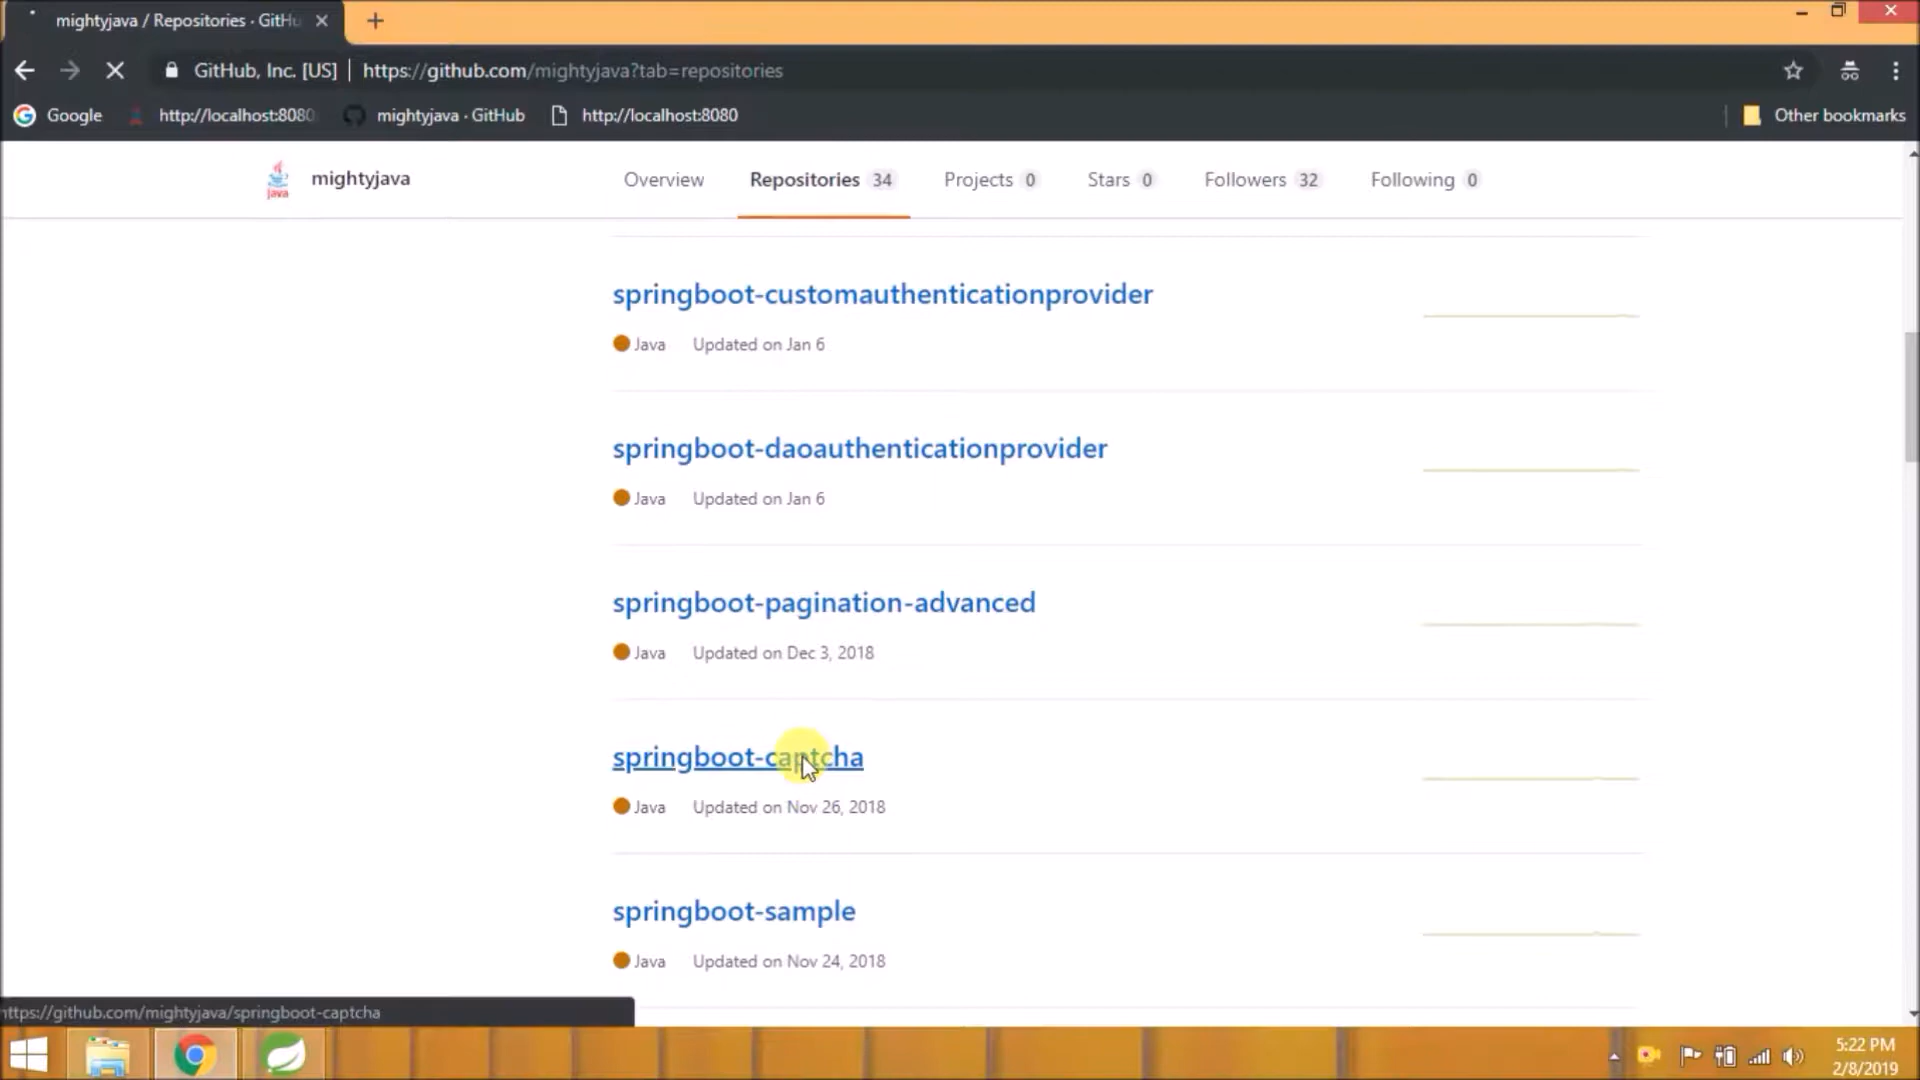 mightyjava / Repositories · GitHu
GitHub, Inc. [US] https://github.com/mightyjava?tab=repositories
Google http://localhost:8080 mightyjava · GitHub http://localhost:8080 Other bookmarks
Java mightyjava Overview Repositories 34 Projects 0 Stars 0 Followers 32 Following 0
springboot-customauthenticationprovider
Java Updated on Jan 6
springboot-daoauthenticationprovider
Java Updated on Jan 6
springboot-pagination-advanced
Java Updated on Dec 3, 2018
springboot-captcha
Java Updated on Nov 26, 2018
springboot-sample
Java Updated on Nov 24, 2018
https://github.com/mightyjava/springboot-captcha
5:22 PM
2/8/2019